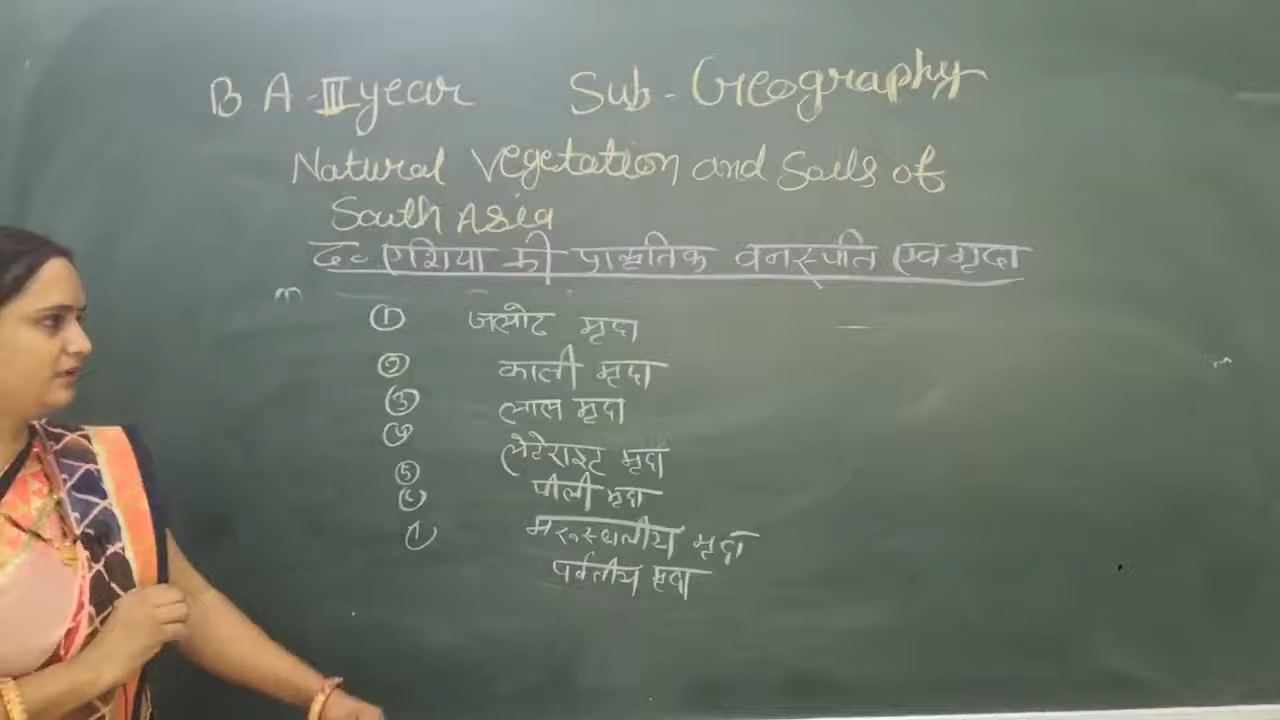 B A - III year Sub - Geography
Natural Vegetation and Soils of
South Asia
द० एशिया की प्राकृतिक वनस्पति एवं मृदा
① जलोढ मृदा
② काली मृदा
③ लाल मृदा
④ लेटेराइट मृदा
⑤ पीली मृदा
⑥ मरूस्थलीय मृदा
⑦ पर्वतीय मृदा